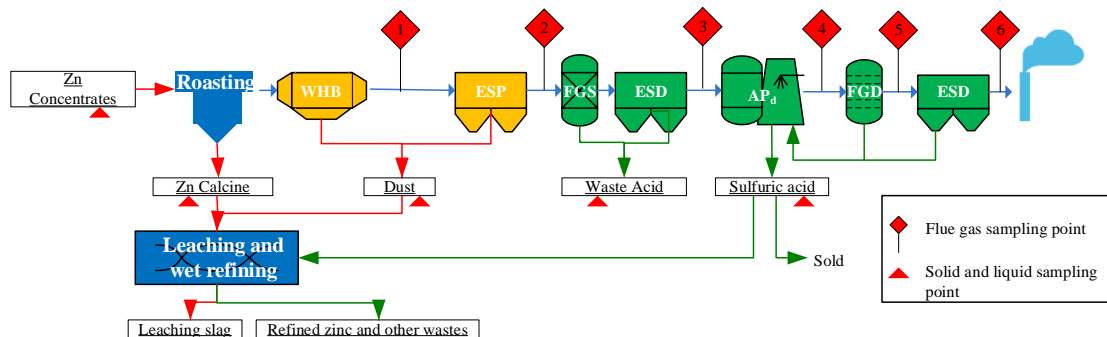 1
2
3
4
5
6
Zn
Concentrates
Roasting
WHB
ESP
FGS
ESD
APd
FGD
ESD
Zn Calcine
Dust
Waste Acid
Sulfuric acid
Leaching and
wet refining
Sold
Flue gas sampling point
Solid and liquid sampling
point
Leaching slag
Refined zinc and other wastes